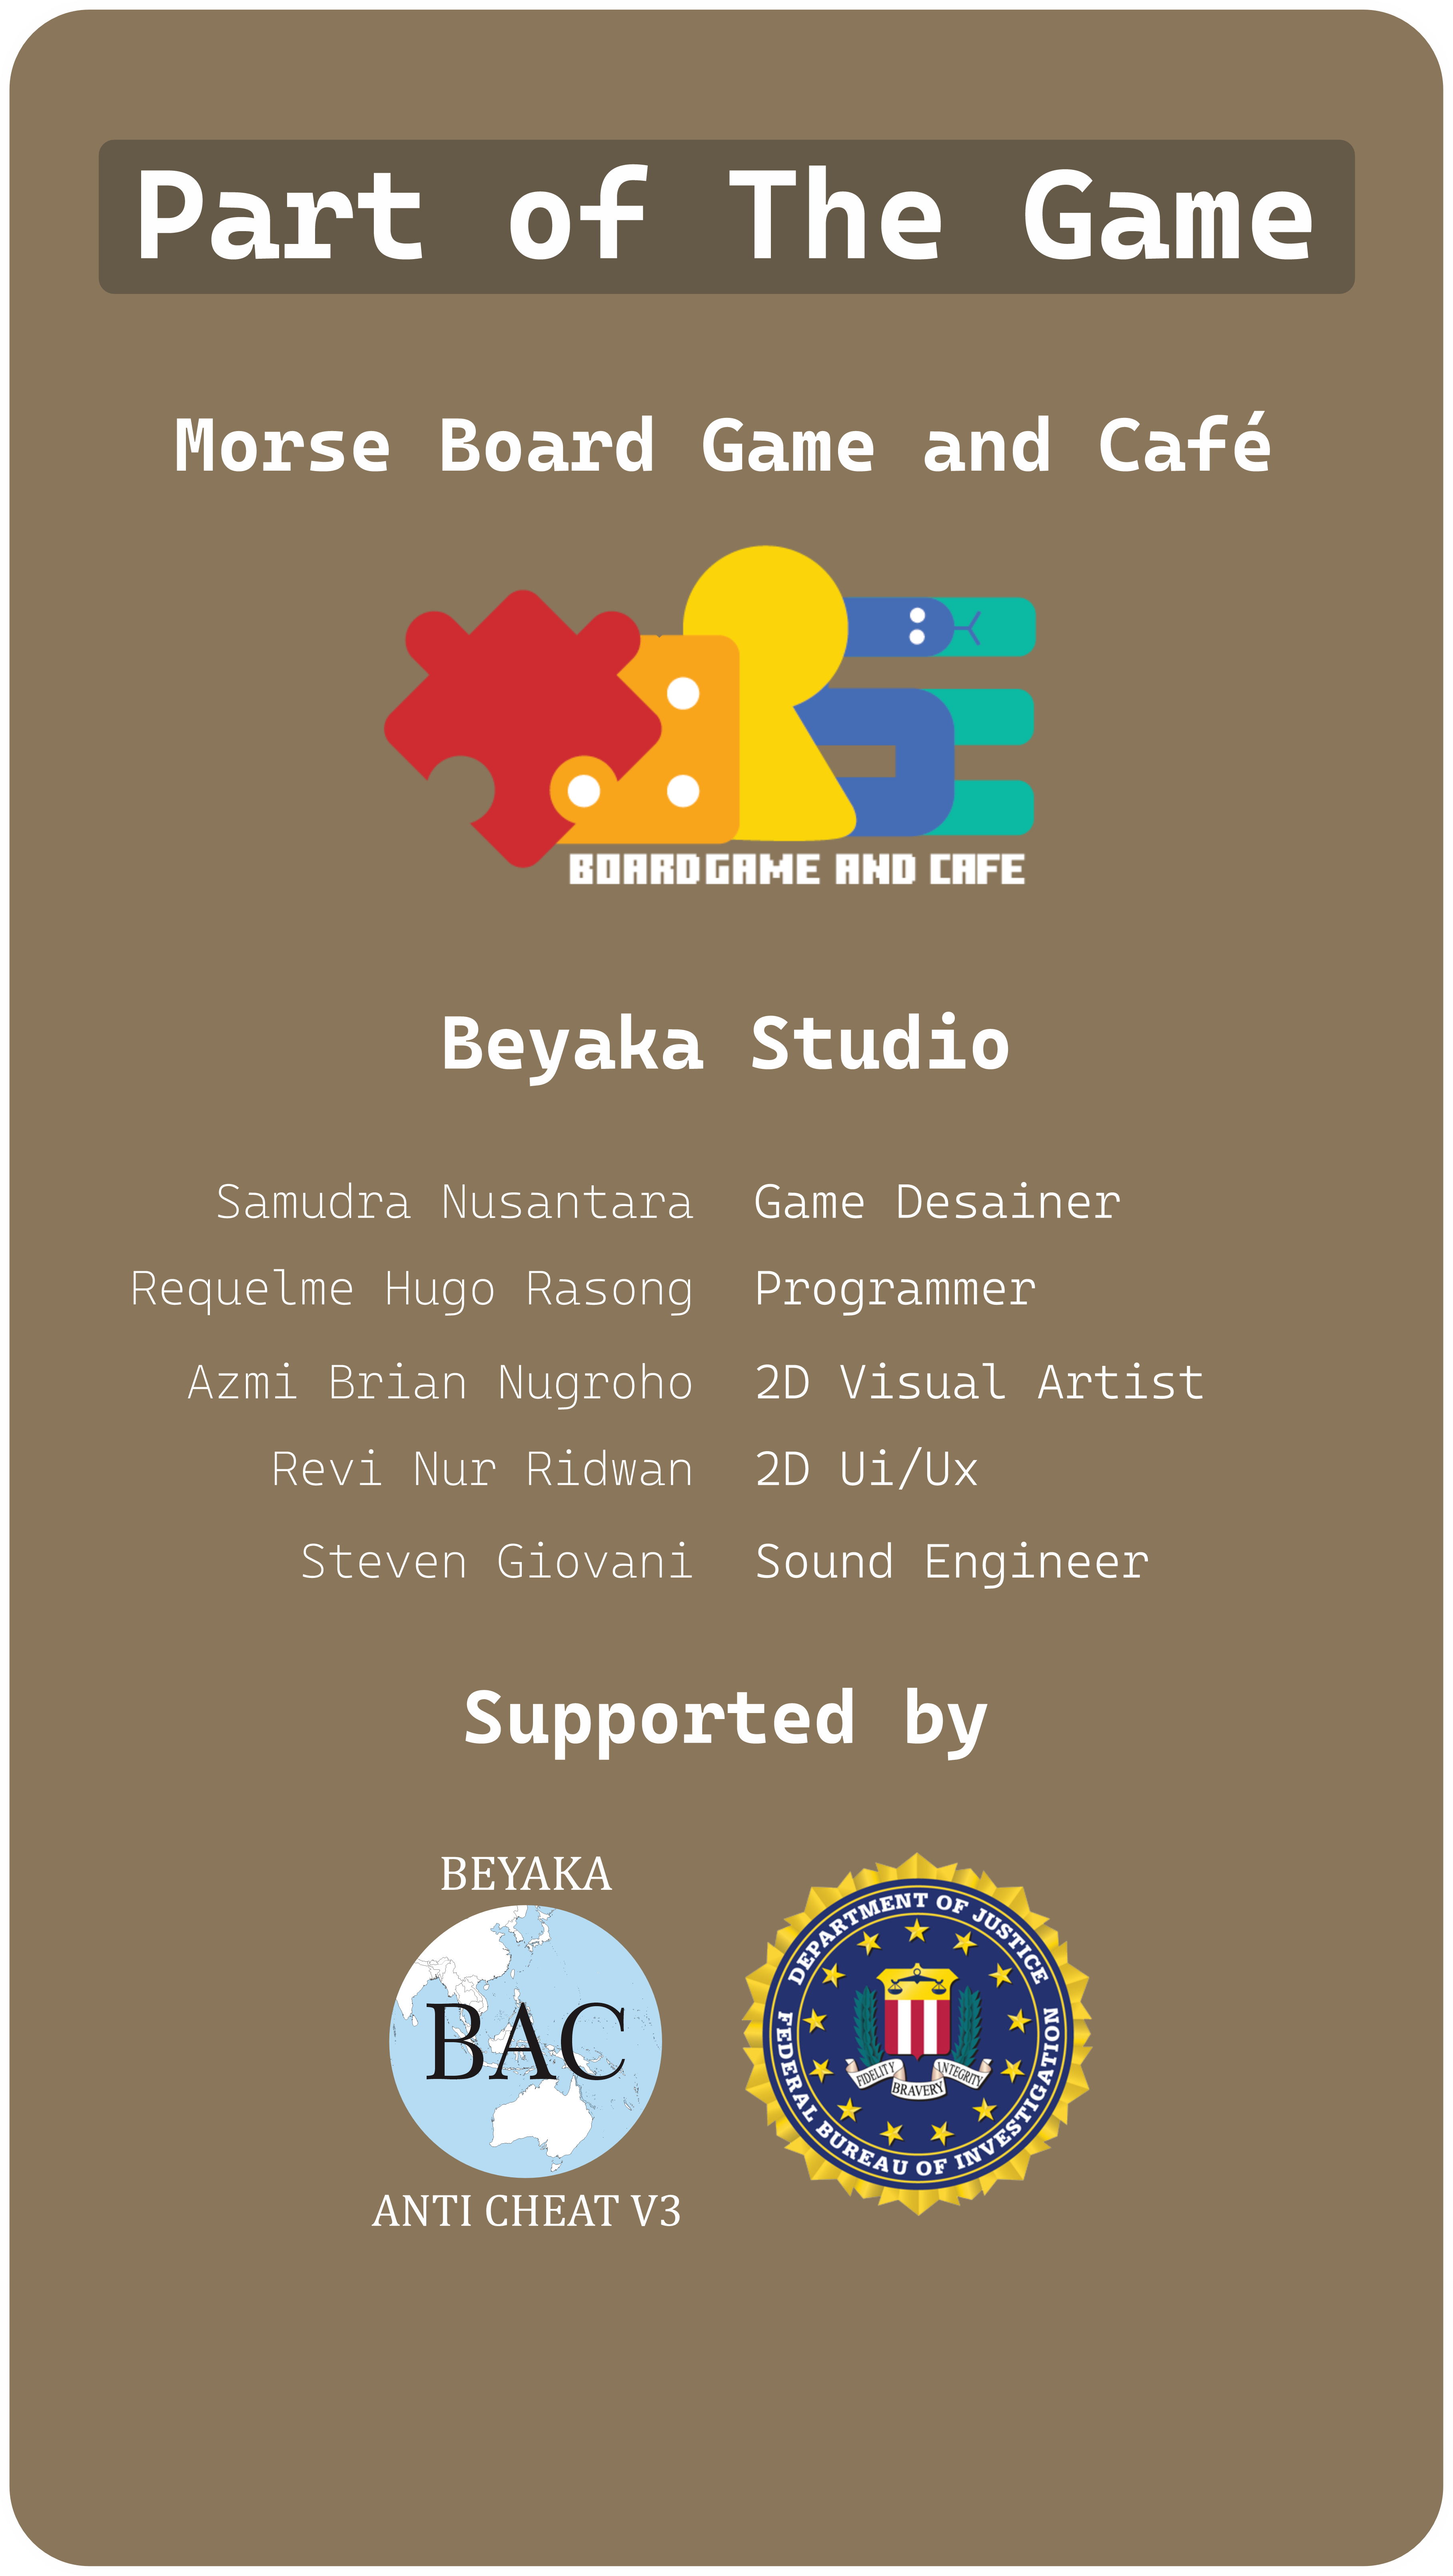 Part of The Game
Morse Board Game and Café
BOARDGAME AND CAFE
Beyaka Studio
Samudra Nusantara Game Desainer
Requelme Hugo Rasong Programmer
Azmi Brian Nugroho 2D Visual Artist
Revi Nur Ridwan 2D Ui/Ux
Steven Giovani Sound Engineer
Supported by
BEYAKA
BAC
ANTI CHEAT V3
DEPARTMENT OF JUSTICE
FEDERAL BUREAU OF INVESTIGATION
FIDELITY BRAVERY INTEGRITY